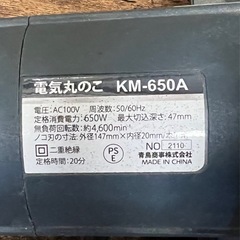 電気丸のこ KM-650A
電圧:AC100V 周波数:50/60Hz
定格消費電力:650W 最大切込深さ:47mm
無負荷回転数:約4,600min⁻¹
ノコ刃の寸法:外径147mm×内径20mm
定格時間:20分
二重絶縁
PSE
NO 2110
青島商事株式会社
MADE IN CHINA